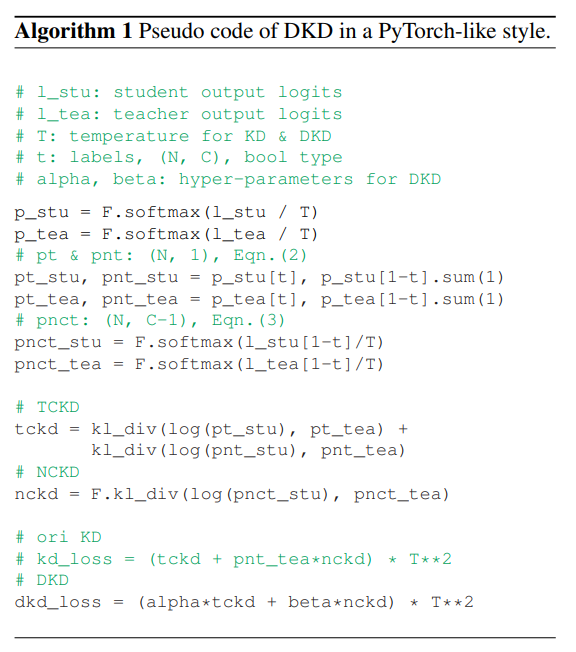 Algorithm 1 Pseudo code of DKD in a PyTorch-like style.
# l_stu: student output logits
# l_tea: teacher output logits
# T: temperature for KD & DKD
# t: labels, (N, C), bool type
# alpha, beta: hyper-parameters for DKD
p_stu = F.softmax(l_stu / T)
p_tea = F.softmax(l_tea / T)
# pt & pnt: (N, 1), Eqn.(2)
pt_stu, pnt_stu = p_stu[t], p_stu[1-t].sum(1)
pt_tea, pnt_tea = p_tea[t], p_tea[1-t].sum(1)
# pnct: (N, C-1), Eqn.(3)
pnct_stu = F.softmax(l_stu[1-t]/T)
pnct_tea = F.softmax(l_tea[1-t]/T)
# TCKD
tckd = kl_div(log(pt_stu), pt_tea) +
kl_div(log(pnt_stu), pnt_tea)
# NCKD
nckd = F.kl_div(log(pnct_stu), pnct_tea)
# ori KD
# kd_loss = (tckd + pnt_tea*nckd) * T**2
# DKD
dkd_loss = (alpha*tckd + beta*nckd) * T**2